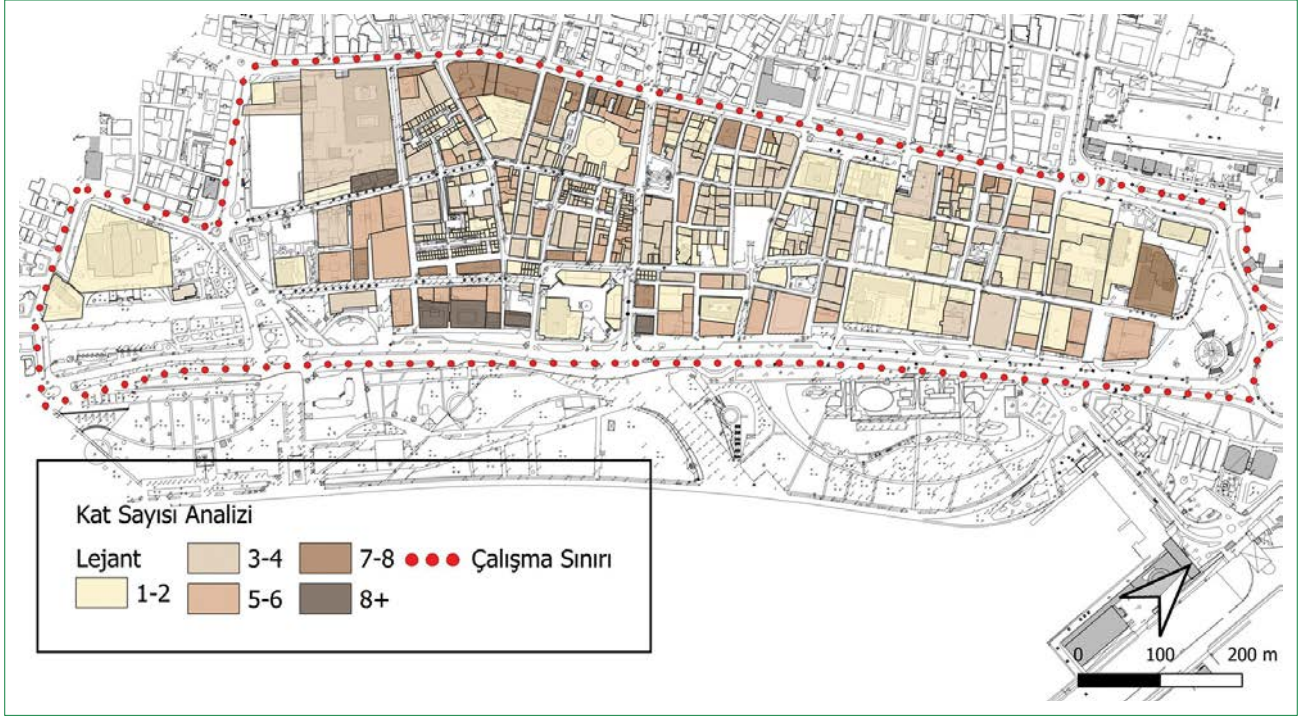 Kat Sayısı Analizi
Lejant
3-4
7-8
Çalışma Sınırı
1-2
5-6
8+
0 100 200 m